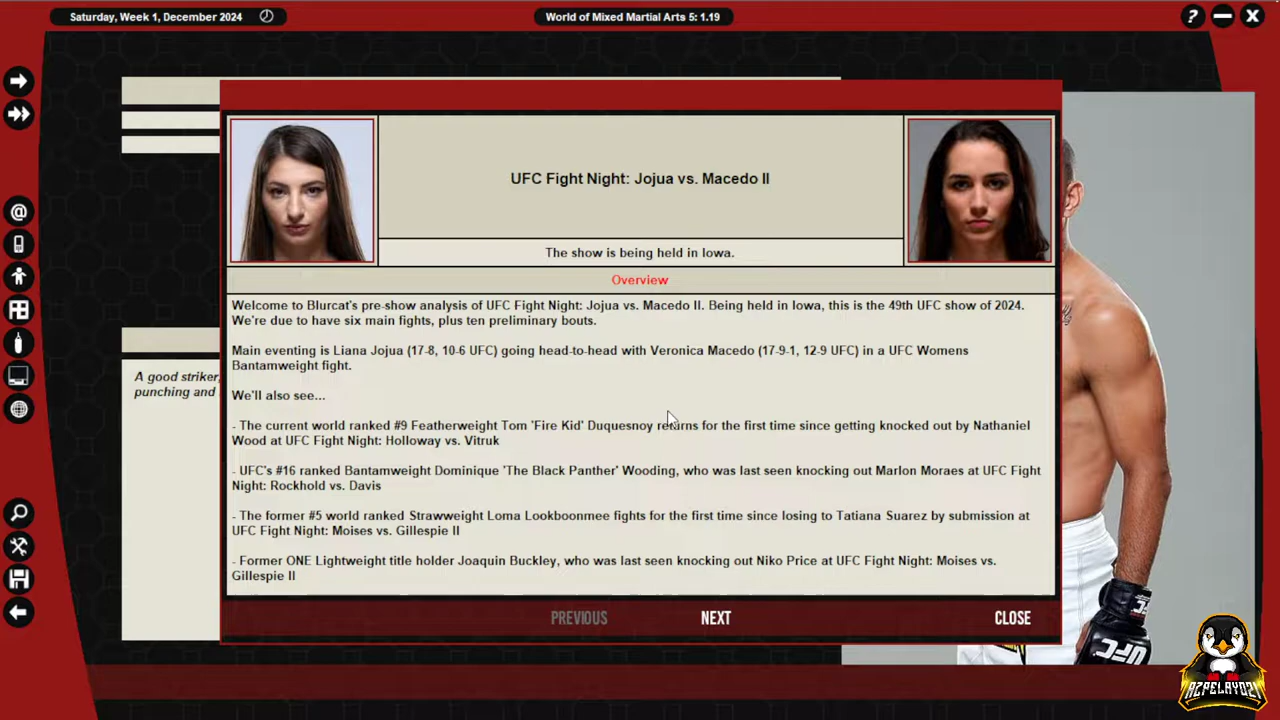 Saturday, Week 1, December 2024
World of Mixed Martial Arts 5: 1.19
?
X
@
UFC Fight Night: Jojua vs. Macedo II
The show is being held in Iowa.
Overview
Welcome to Blurcat's pre-show analysis of UFC Fight Night: Jojua vs. Macedo II. Being held in Iowa, this is the 49th UFC show of 2024.
We're due to have six main fights, plus ten preliminary bouts.
Main eventing is Liana Jojua (17-8, 10-6 UFC) going head-to-head with Veronica Macedo (17-9-1, 12-9 UFC) in a UFC Womens
Bantamweight fight.
We'll also see...
- The current world ranked #9 Featherweight Tom 'Fire Kid' Duquesnoy returns for the first time since getting knocked out by Nathaniel
Wood at UFC Fight Night: Holloway vs. Vitruk
- UFC's #16 ranked Bantamweight Dominique 'The Black Panther' Wooding, who was last seen knocking out Marlon Moraes at UFC Fight
Night: Rockhold vs. Davis
- The former #5 world ranked Strawweight Loma Lookboonmee fights for the first time since losing to Tatiana Suarez by submission at
UFC Fight Night: Moises vs. Gillespie II
- Former ONE Lightweight title holder Joaquin Buckley, who was last seen knocking out Niko Price at UFC Fight Night: Moises vs.
Gillespie II
A good striker,
punching and
PREVIOUS
NEXT
CLOSE
UFC
AZPELAYO21